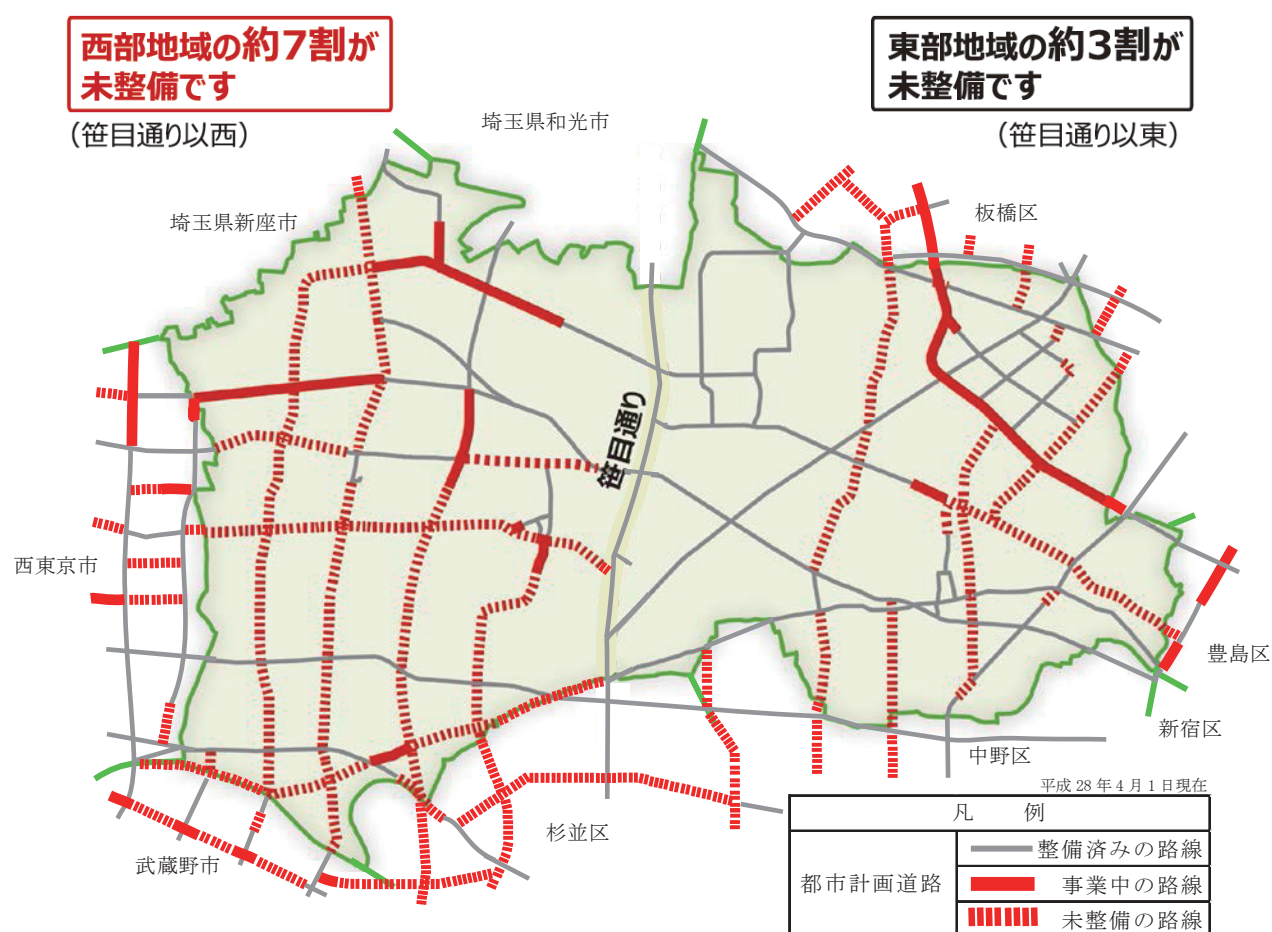 西部地域の約7割が
未整備です
(笹目通り以西)
東部地域の約3割が
未整備です
(笹目通り以東)
埼玉県和光市
埼玉県新座市
板橋区
笹目通り
西東京市
豊島区
新宿区
中野区
杉並区
武蔵野市
平成28年4月1日現在
凡 例
都市計画道路
整備済みの路線
事業中の路線
未整備の路線